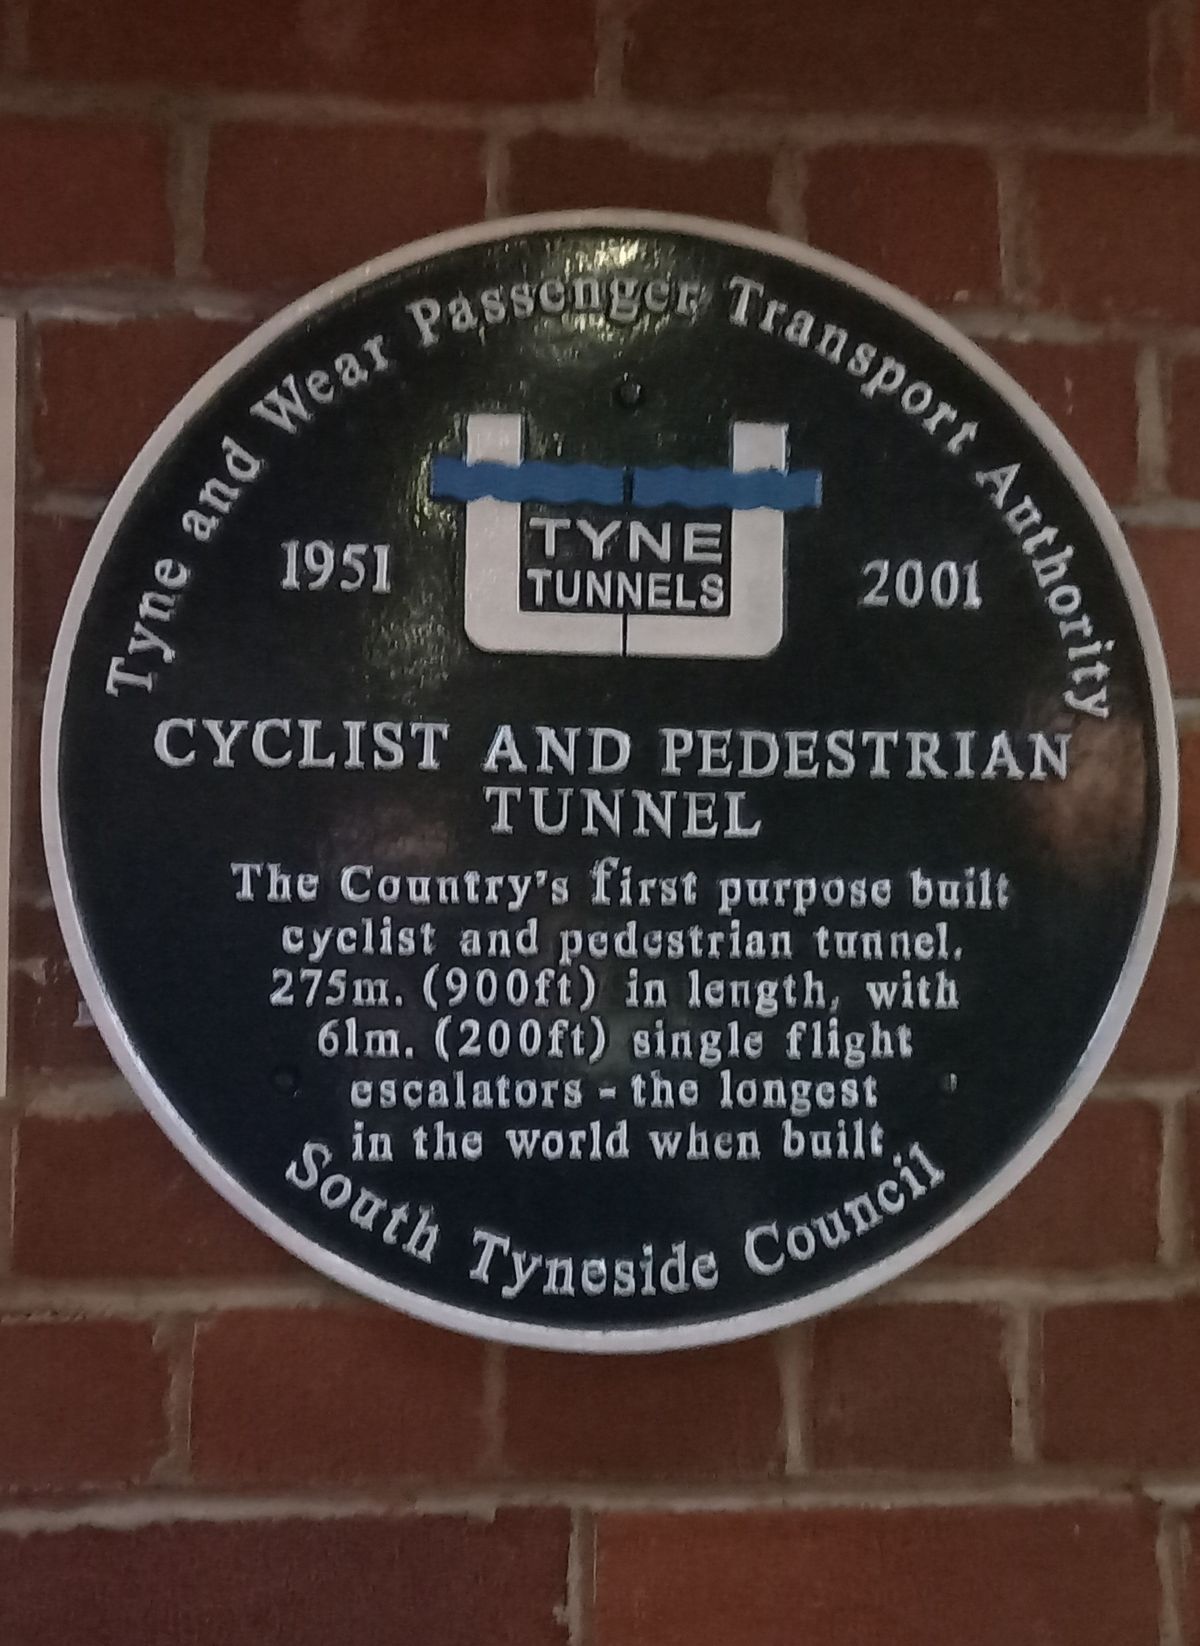 Tyne and Wear Passenger Transport Authority
TYNE
TUNNELS
1951
2001
CYCLIST AND PEDESTRIAN
TUNNEL
The Country's first purpose built
cyclist and pedestrian tunnel.
275m. (900ft) in length, with
61m. (200ft) single flight
escalators - the longest
in the world when built
South Tyneside Council